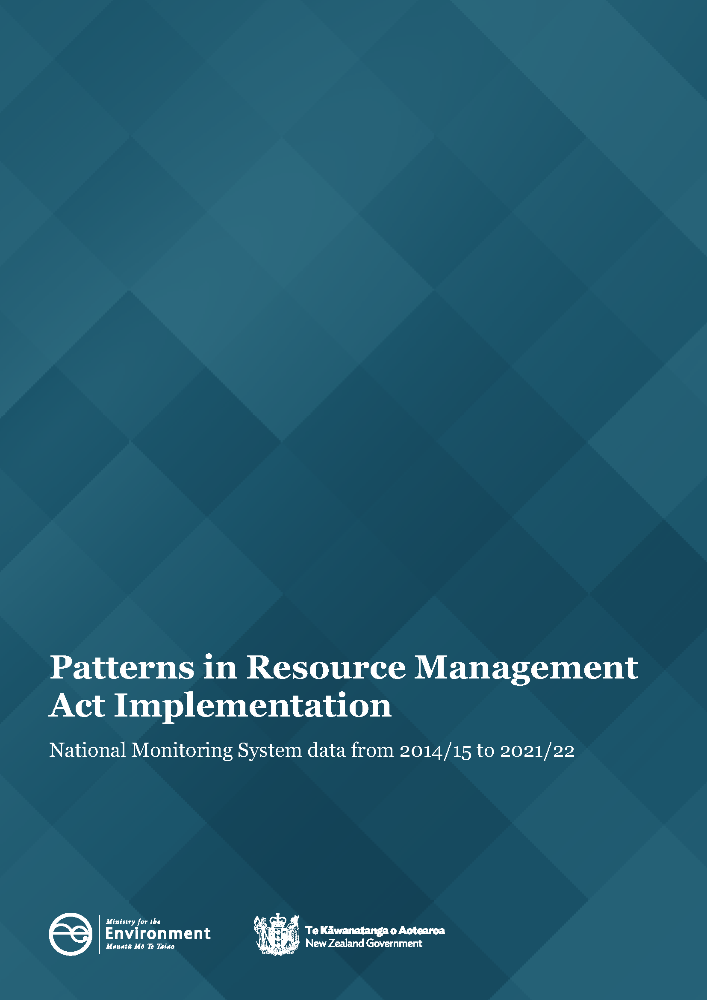 Patterns in Resource Management
Act Implementation
National Monitoring System data from 2014/15 to 2021/22
Ministry for the
Environment
Manatū Mō Te Taiao
Te Kāwanatanga o Aotearoa
New Zealand Government